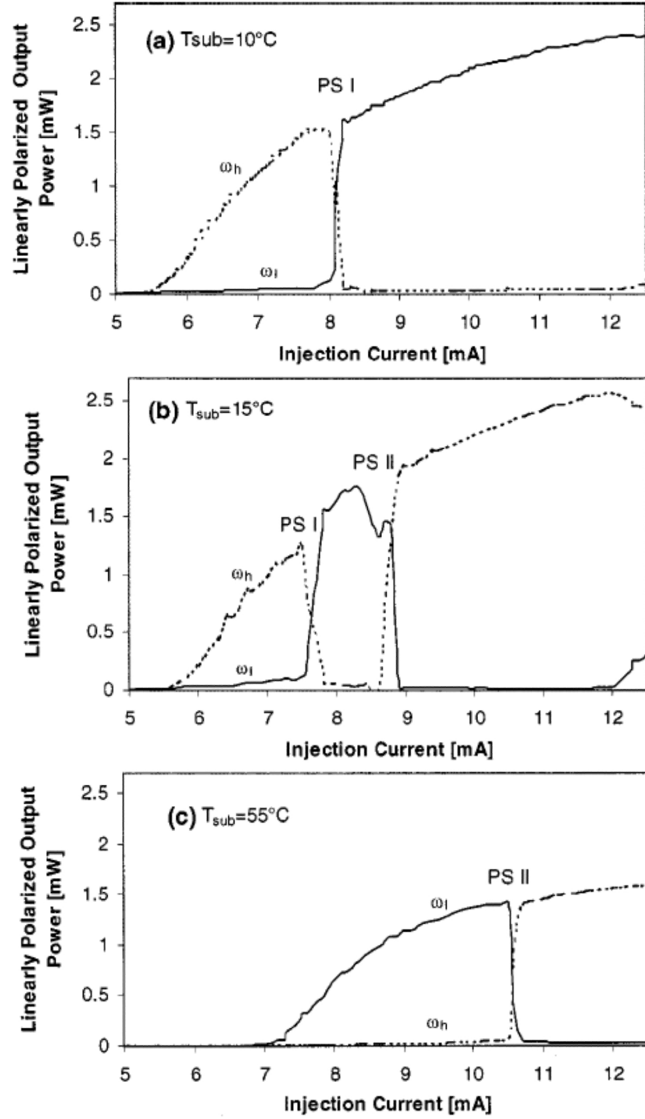 (a) Tsub=10°C
PS I
ωh
ωl
Linearly Polarized Output
Power [mW]
2.5
2
1.5
1
0.5
0
5 6 7 8 9 10 11 12
Injection Current [mA]
(b) Tsub=15°C
PS II
PS I
ωh
ωl
Linearly Polarized Output
Power [mW]
2.5
2
1.5
1
0.5
0
5 6 7 8 9 10 11 12
Injection Current [mA]
(c) Tsub=55°C
PS II
ωl
ωh
Linearly Polarized Output
Power [mW]
2.5
2
1.5
1
0.5
0
5 6 7 8 9 10 11 12
Injection Current [mA]